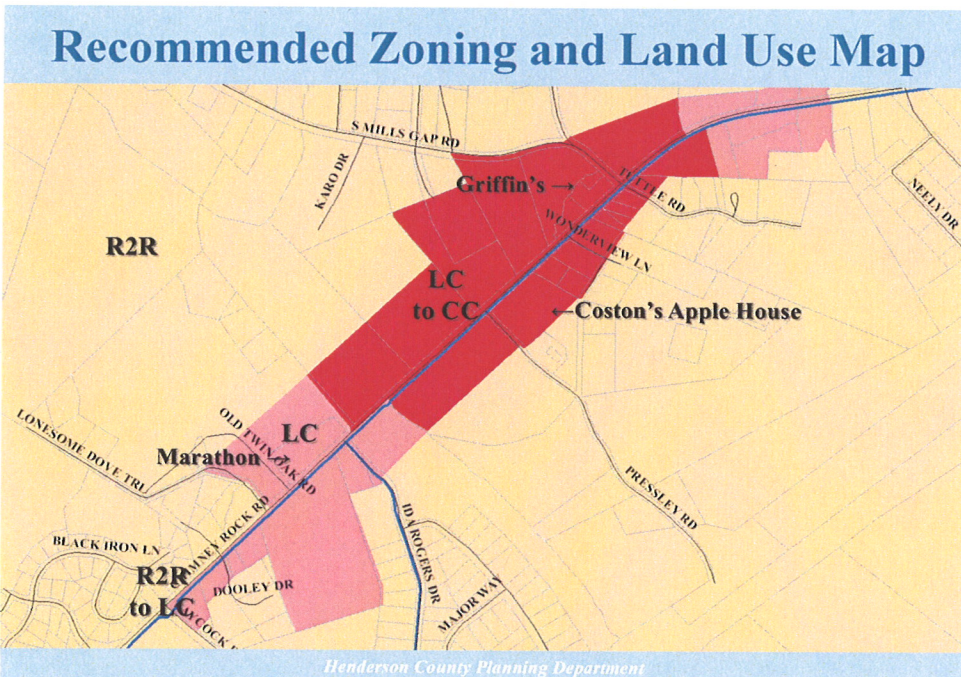 Recommended Zoning and Land Use Map
S MILLS GAP RD
KARO DR
Griffin's →
TUTTLE RD
NEELY DR
WONDERVIEW LN
R2R
LC
to CC
←Coston's Apple House
OLD TWIN OAK RD
LC
LONESOME DOVE TRL
Marathon
PRESSLEY RD
ROCK RD
IDA ROGERS DR
BLACK IRON LN
R2R
to LC
DOOLEY DR
MAJOR WAY
Henderson County Planning Department